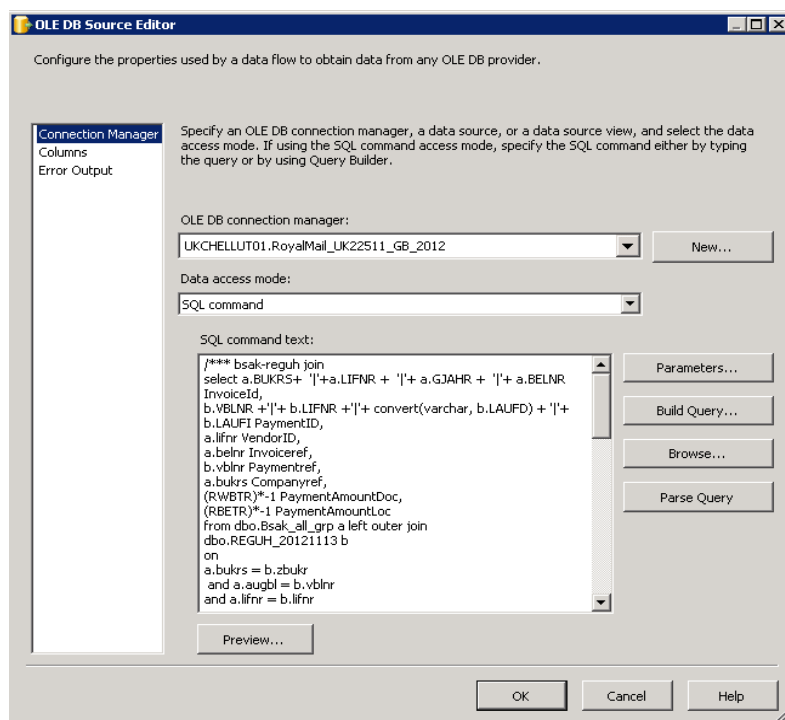 OLE DB Source Editor
Configure the properties used by a data flow to obtain data from any OLE DB provider.
Connection Manager
Columns
Error Output
Specify an OLE DB connection manager, a data source, or a data source view, and select the data
access mode. If using the SQL command access mode, specify the SQL command either by typing
the query or by using Query Builder.
OLE DB connection manager:
UKCHELLUT01.RoyalMail_UK22511_GB_2012
New...
Data access mode:
SQL command
SQL command text:
/*** bsak-reguh join
select a.BUKRS+ '|'+a.LIFNR + '|'+ a.GJAHR + '|'+ a.BELNR
InvoiceId,
b.VBLNR +'|'+ b.LIFNR +'|'+ convert(varchar, b.LAUFD) + '|'+
b.LAUFI PaymentID,
a.lifnr VendorID,
a.belnr Invoiceref,
b.vblnr Paymentref,
a.bukrs Companyref,
(RWBTR)*-1 PaymentAmountDoc,
(RBETR)*-1 PaymentAmountLoc
from dbo.Bsak_all_grp a left outer join
dbo.REGUH_20121113 b
on
a.bukrs = b.zbukr
and a.augbl = b.vblnr
and a.lifnr = b.lifnr
Parameters...
Build Query...
Browse...
Parse Query
Preview...
OK
Cancel
Help